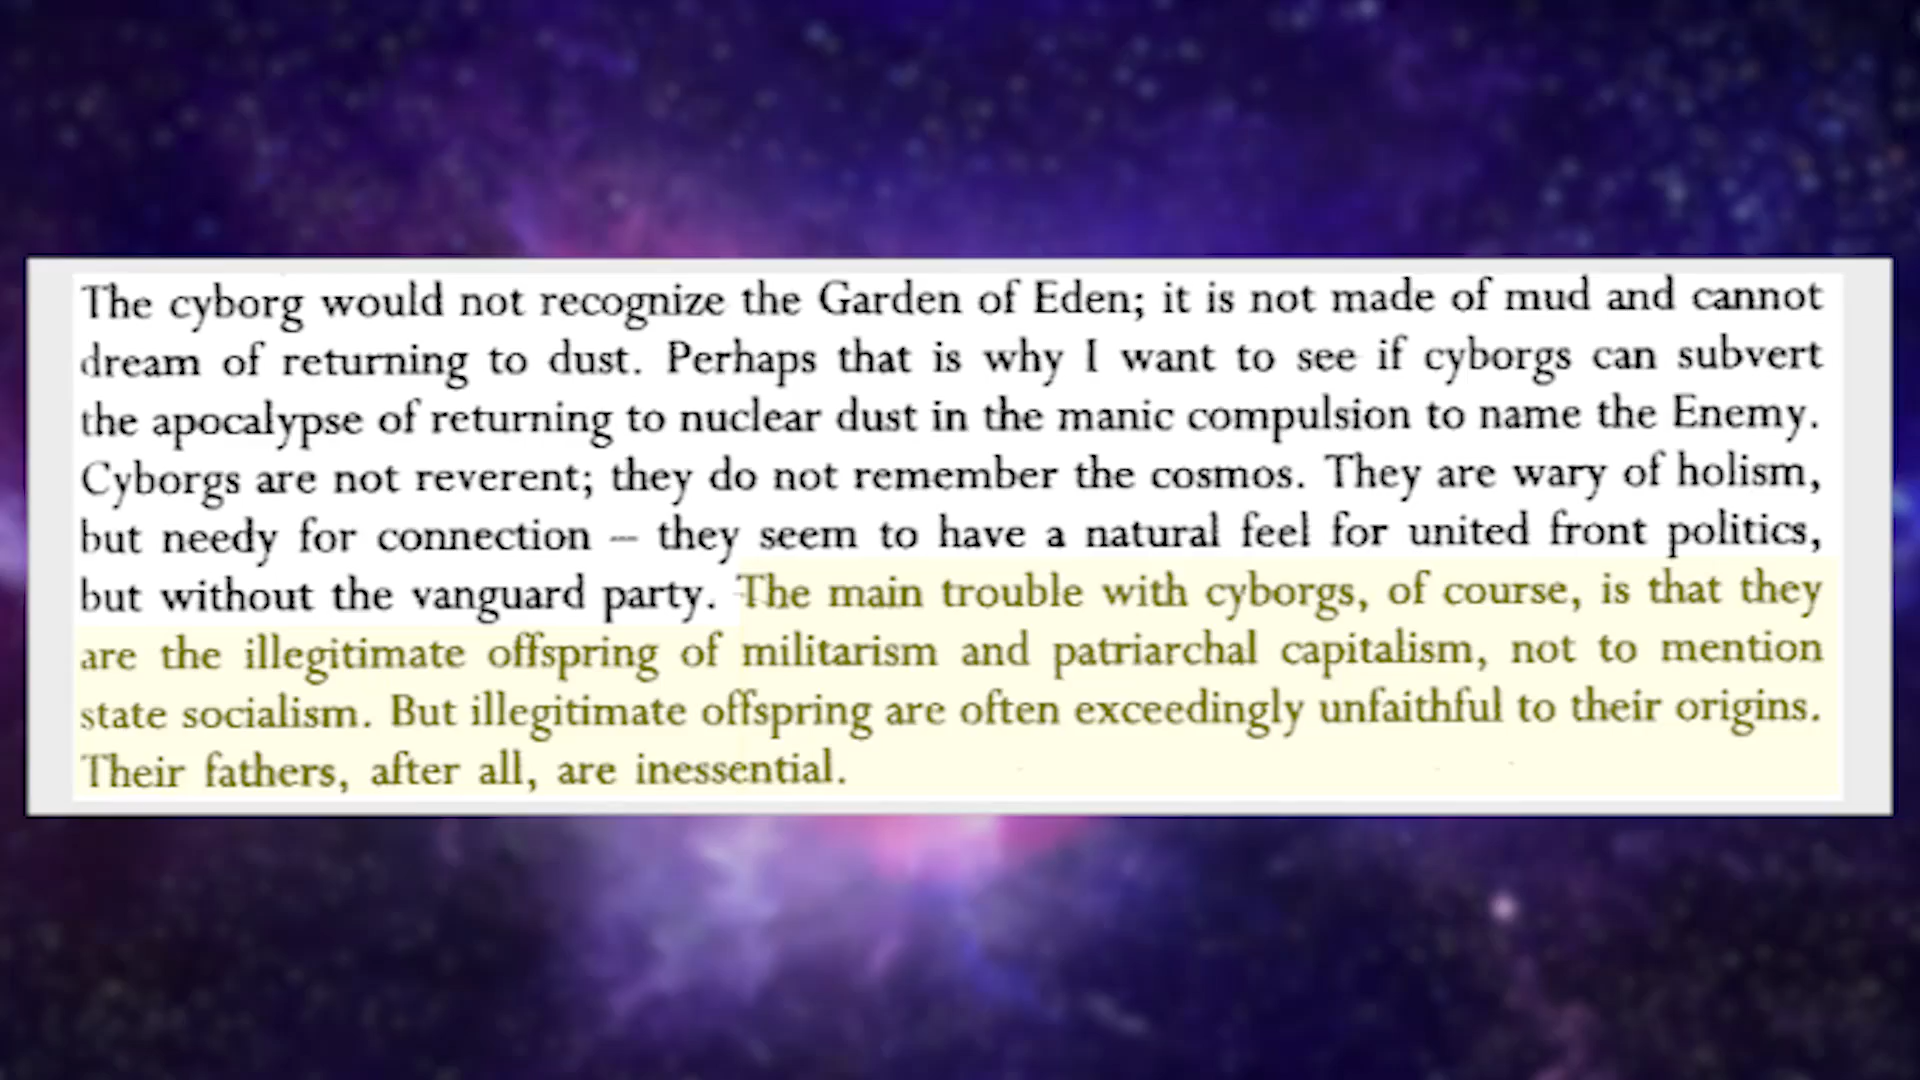 The cyborg would not recognize the Garden of Eden; it is not made of mud and cannot
dream of returning to dust. Perhaps that is why I want to see if cyborgs can subvert
the apocalypse of returning to nuclear dust in the manic compulsion to name the Enemy.
Cyborgs are not reverent; they do not remember the cosmos. They are wary of holism,
but needy for connection – they seem to have a natural feel for united front politics,
but without the vanguard party. The main trouble with cyborgs, of course, is that they
are the illegitimate offspring of militarism and patriarchal capitalism, not to mention
state socialism. But illegitimate offspring are often exceedingly unfaithful to their origins.
Their fathers, after all, are inessential.